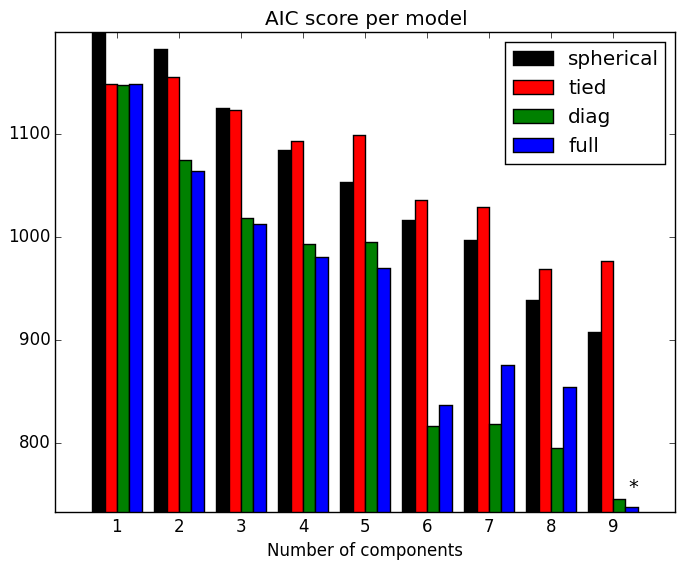 AIC score per model
spherical
tied
diag
full
1100
1000
900
800
*
1 2 3 4 5 6 7 8 9
Number of components